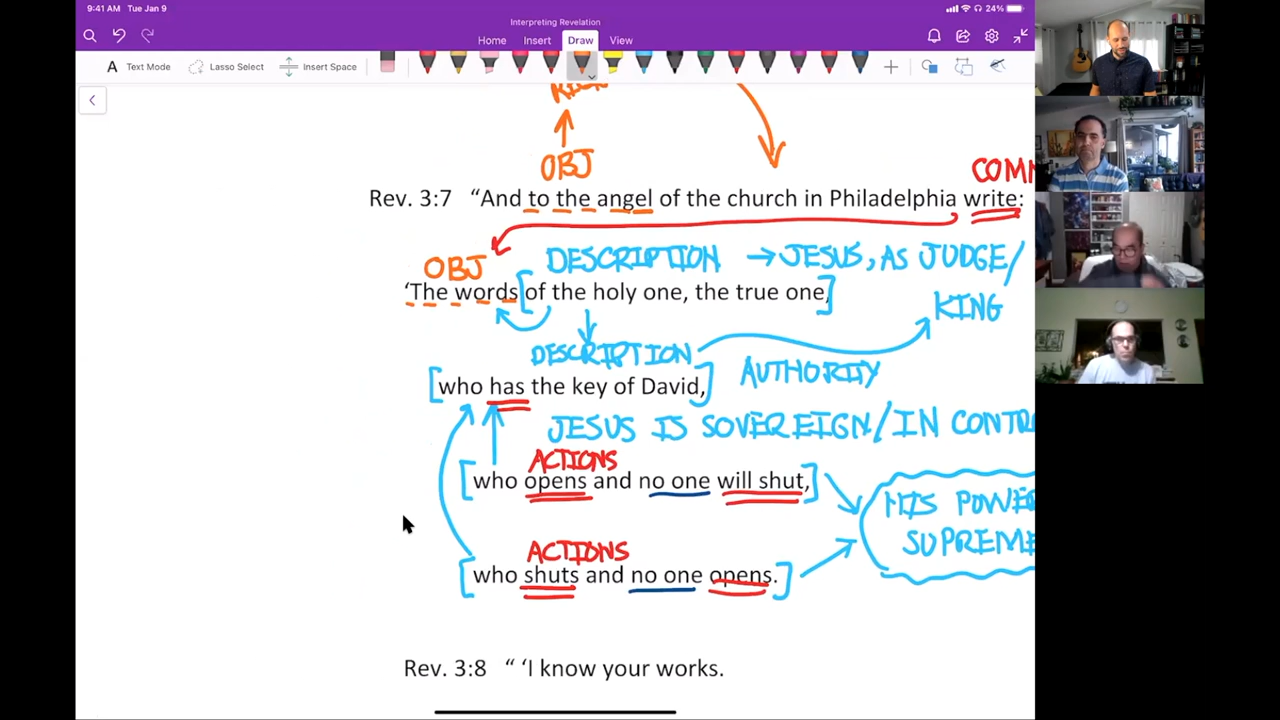 9:41 AM Tue Jan 9
24%
Interpreting Revelation
Home Insert Draw View
A Text Mode Lasso Select Insert Space
OBJ
COMM
Rev. 3:7 “And to the angel of the church in Philadelphia write:
OBJ DESCRIPTION → JESUS, AS JUDGE/
KING
‘The words [of the holy one, the true one,]
DESCRIPTION
AUTHORITY
[who has the key of David,]
JESUS IS SOVEREIGN/IN CONTRO
ACTIONS
[who opens and no one will shut,]
HIS POWE
SUPREME
ACTIONS
[who shuts and no one opens.]
Rev. 3:8 “ ‘I know your works.